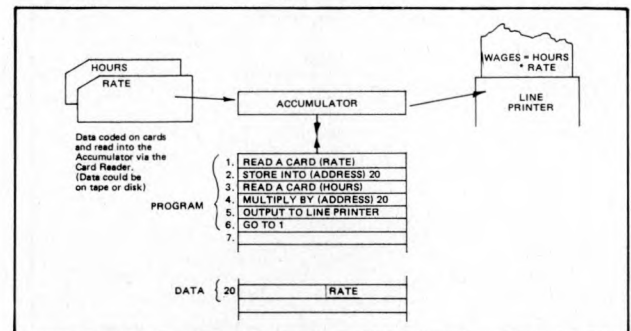 HOURS
RATE
Data coded on cards
and read into the
Accumulator via the
Card Reader.
(Data could be
on tape or disk)
ACCUMULATOR
WAGES = HOURS
* RATE
LINE
PRINTER
PROGRAM
1. READ A CARD (RATE)
2. STORE INTO (ADDRESS) 20
3. READ A CARD (HOURS)
4. MULTIPLY BY (ADDRESS) 20
5. OUTPUT TO LINE PRINTER
6. GO TO 1
7.
DATA 20 RATE